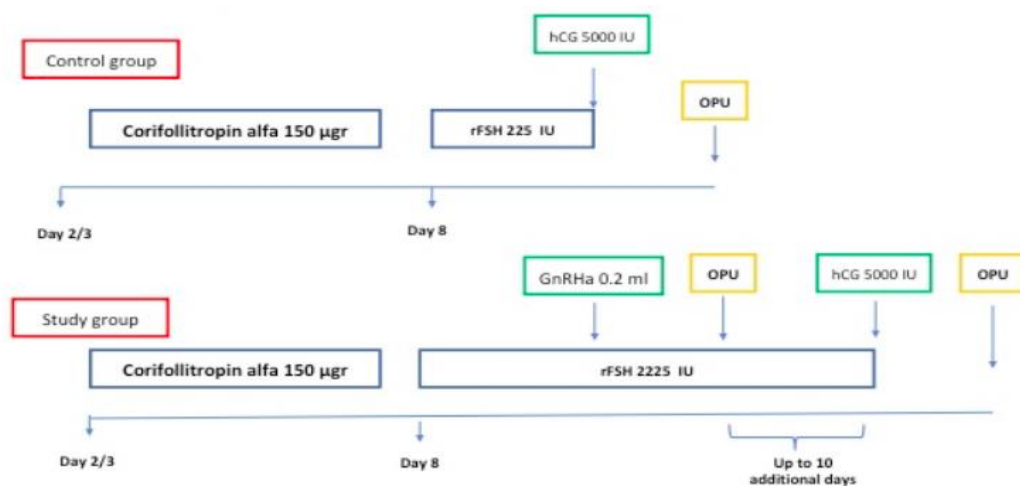 hCG 5000 IU
Control group
OPU
Corifollitropin alfa 150 µgr
rFSH 225 IU
Day 2/3
Day 8
GnRHa 0.2 ml
OPU
hCG 5000 IU
OPU
Study group
Corifollitropin alfa 150 µgr
rFSH 2225 IU
Day 2/3
Day 8
Up to 10
additional days